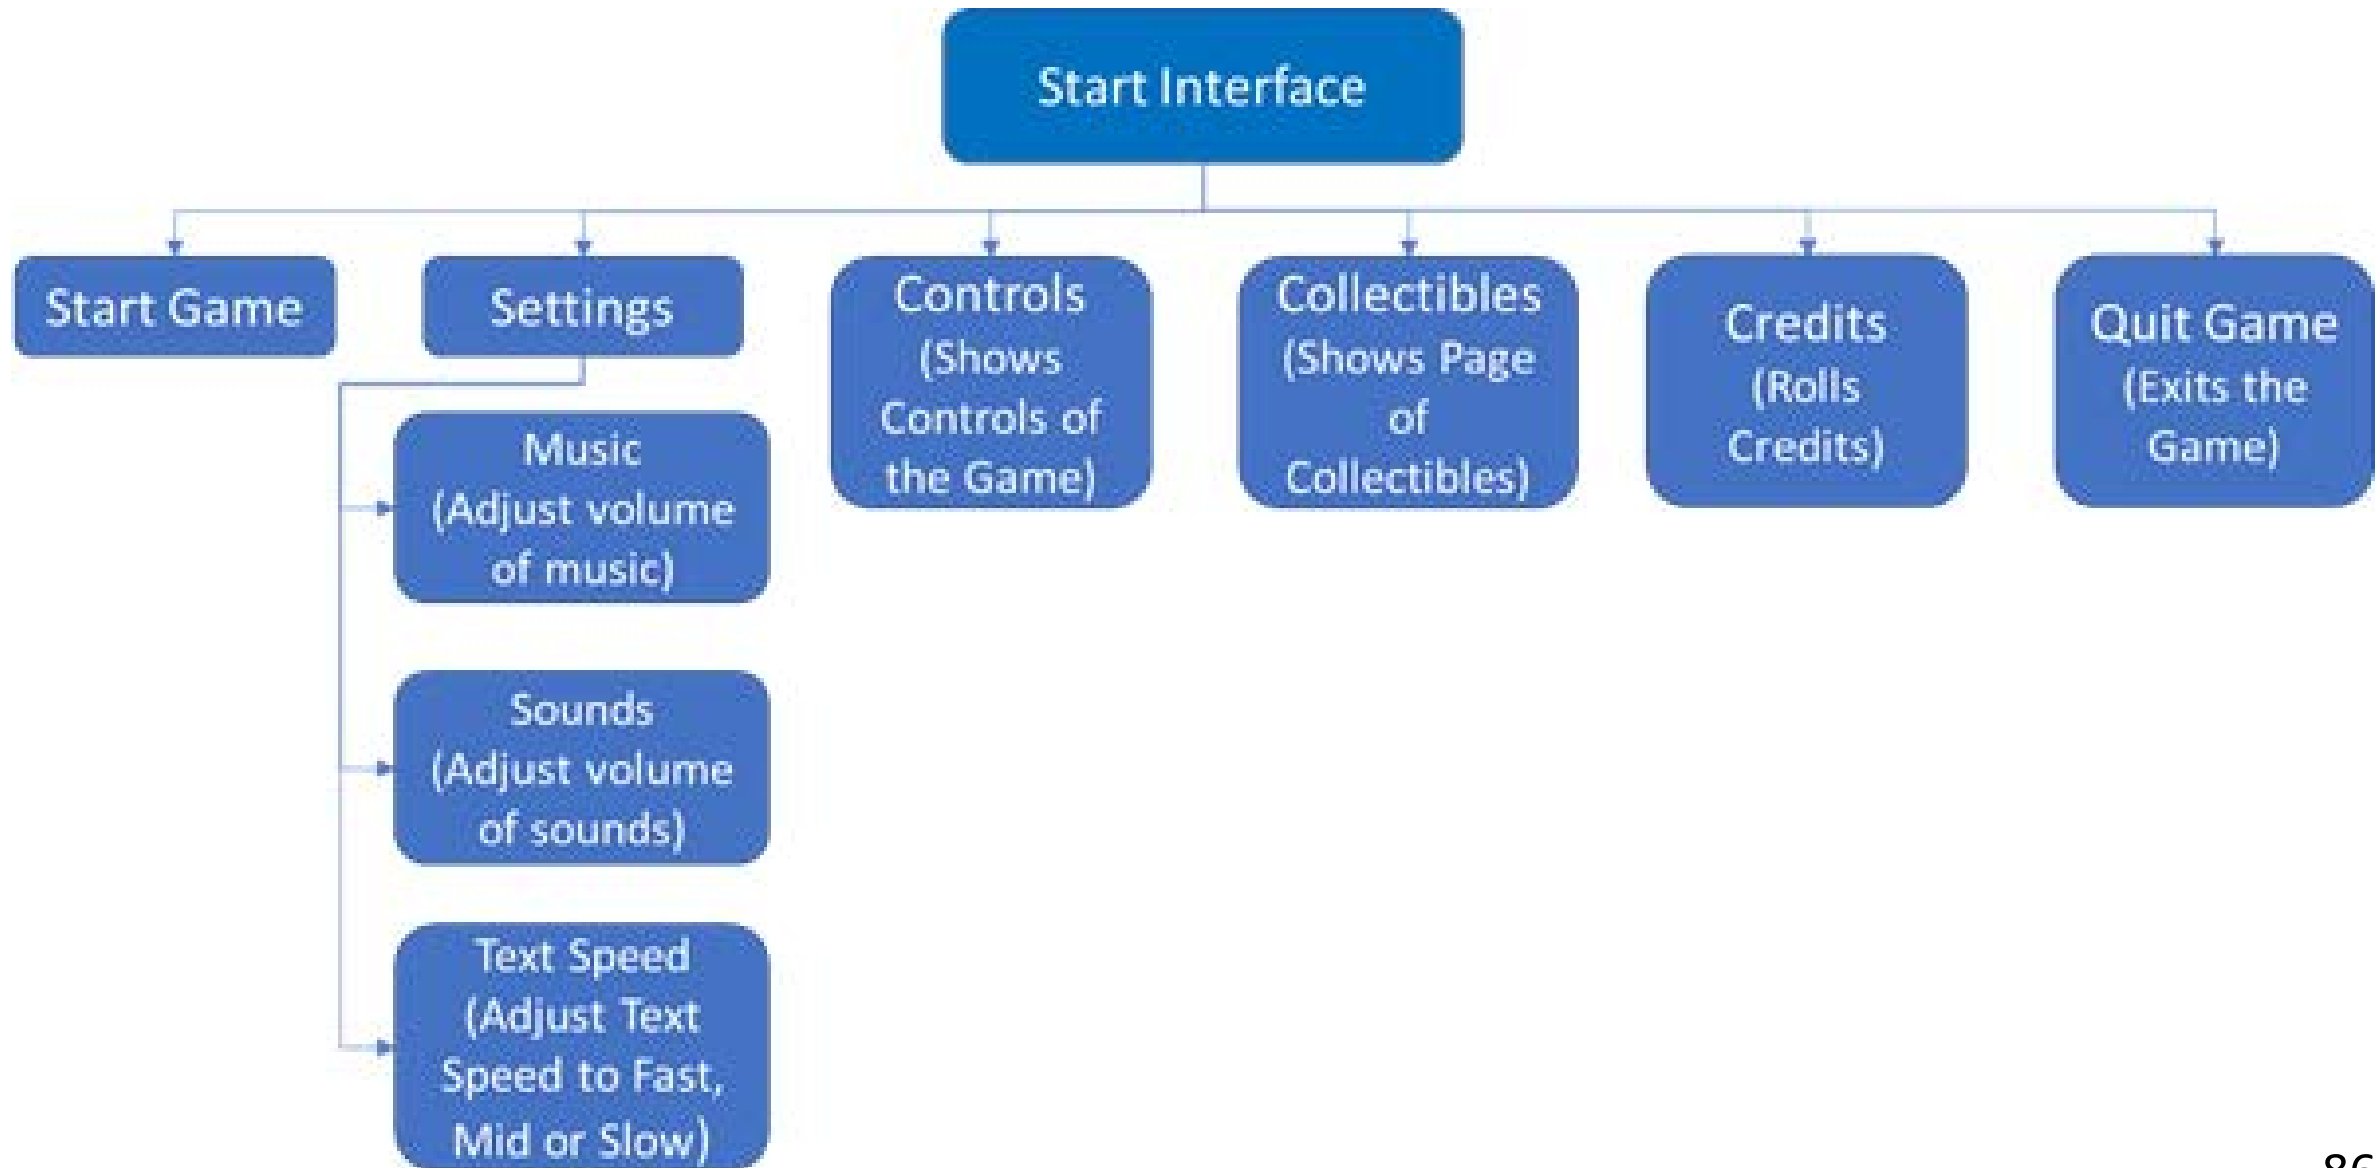 Start Interface
Start Game
Settings
Controls
(Shows
Controls of
the Game)
Collectibles
(Shows Page
of
Collectibles)
Credits
(Rolls
Credits)
Quit Game
(Exits the
Game)
Music
(Adjust volume
of music)
Sounds
(Adjust volume
of sounds)
Text Speed
(Adjust Text
Speed to Fast,
Mid or Slow)
86